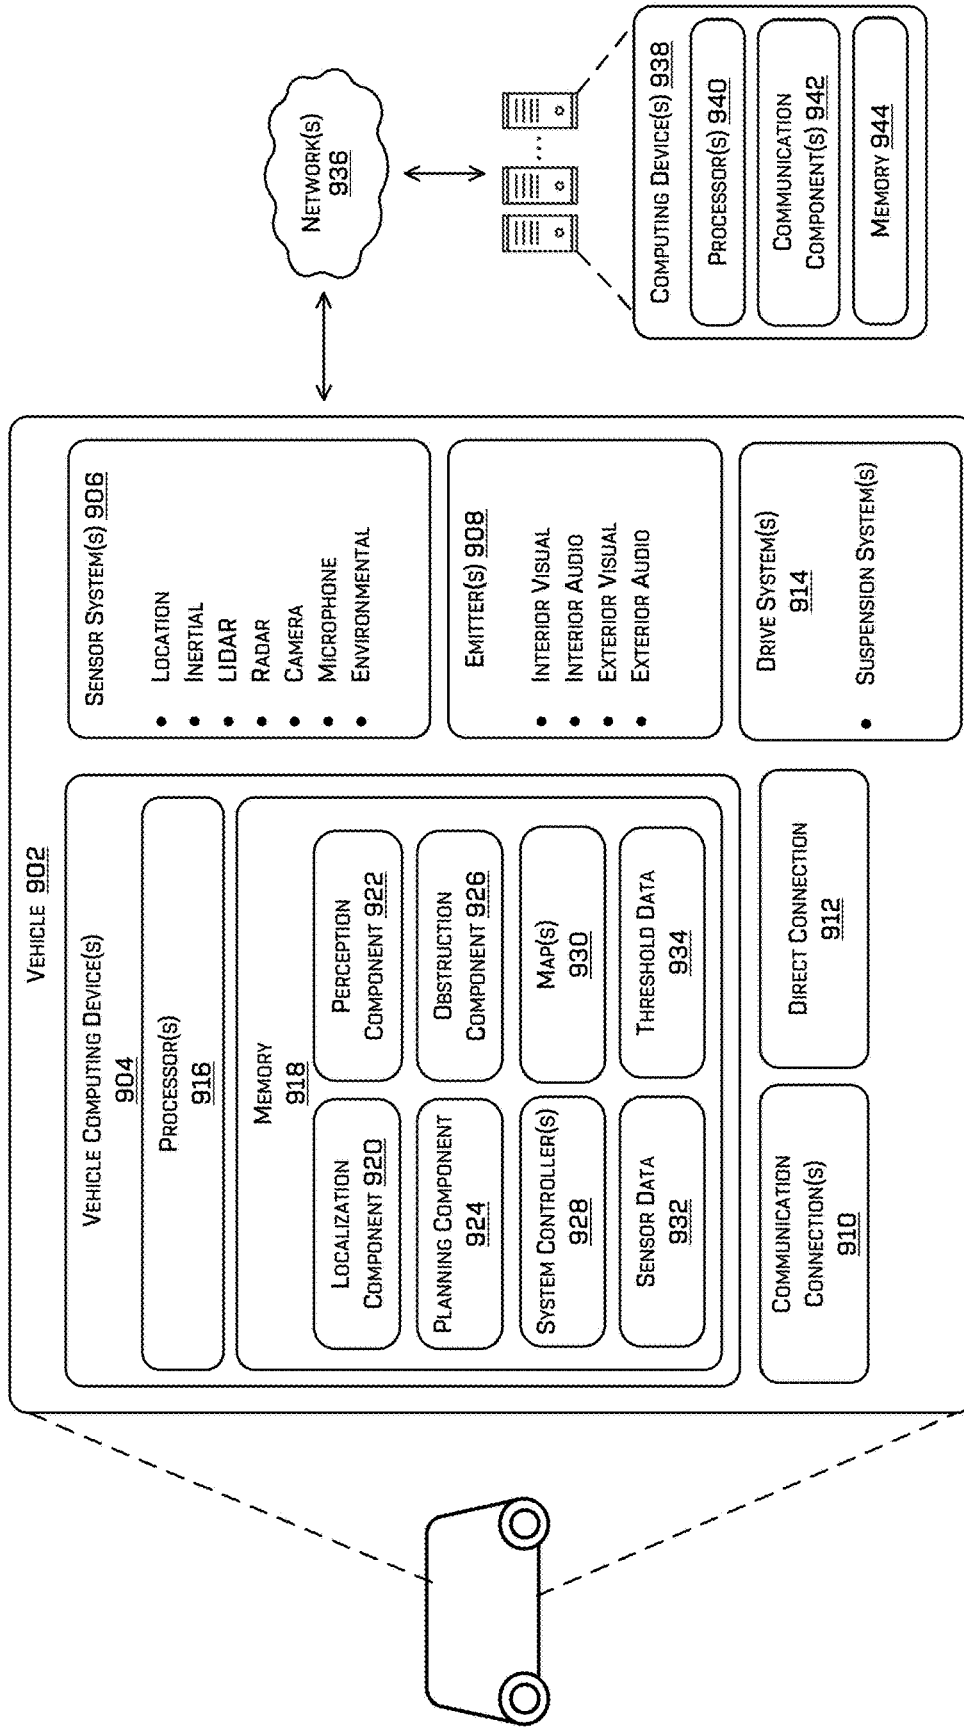 VEHICLE 902
VEHICLE COMPUTING DEVICE(S)
904
PROCESSOR(S)
916
MEMORY
918
LOCALIZATION
COMPONENT 920
PERCEPTION
COMPONENT 922
PLANNING COMPONENT
924
OBSTRUCTION
COMPONENT 926
SYSTEM CONTROLLER(S)
928
MAP(S)
930
SENSOR DATA
932
THRESHOLD DATA
934
COMMUNICATION
CONNECTION(S)
910
DIRECT CONNECTION
912
SENSOR SYSTEM(S) 906
• LOCATION
• INERTIAL
• LIDAR
• RADAR
• CAMERA
• MICROPHONE
• ENVIRONMENTAL
EMITTER(S) 908
• INTERIOR VISUAL
• INTERIOR AUDIO
• EXTERIOR VISUAL
• EXTERIOR AUDIO
DRIVE SYSTEM(S)
914
• SUSPENSION SYSTEM(S)
NETWORK(S)
936
COMPUTING DEVICE(S) 938
PROCESSOR(S) 940
COMMUNICATION
COMPONENT(S) 942
MEMORY 944